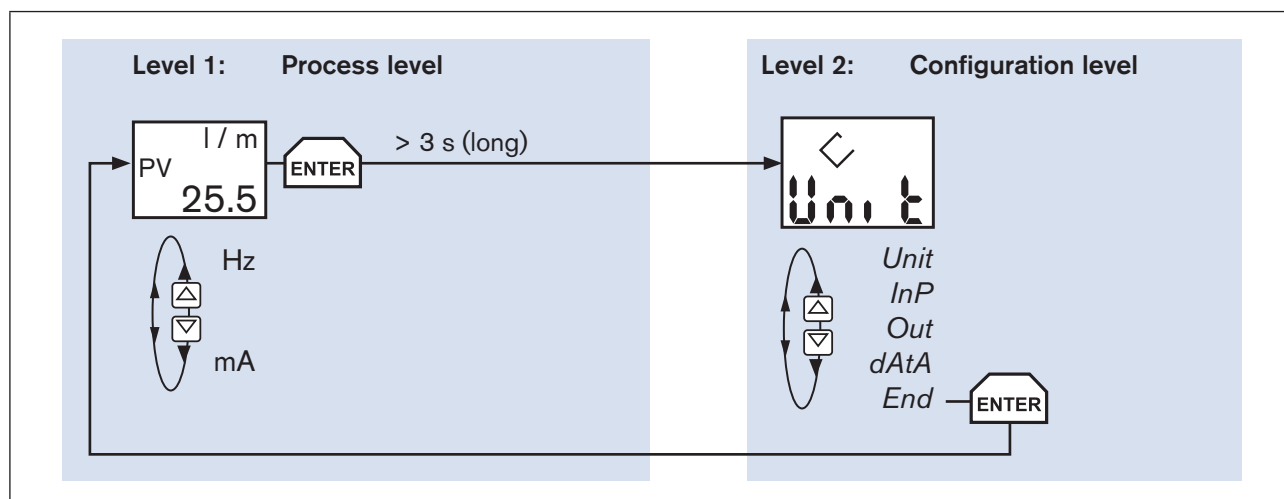 Level 1: Process level
l / m
PV
25.5
ENTER
> 3 s (long)
Hz
mA
Level 2: Configuration level
Unit
Unit
InP
Out
dAtA
End
ENTER